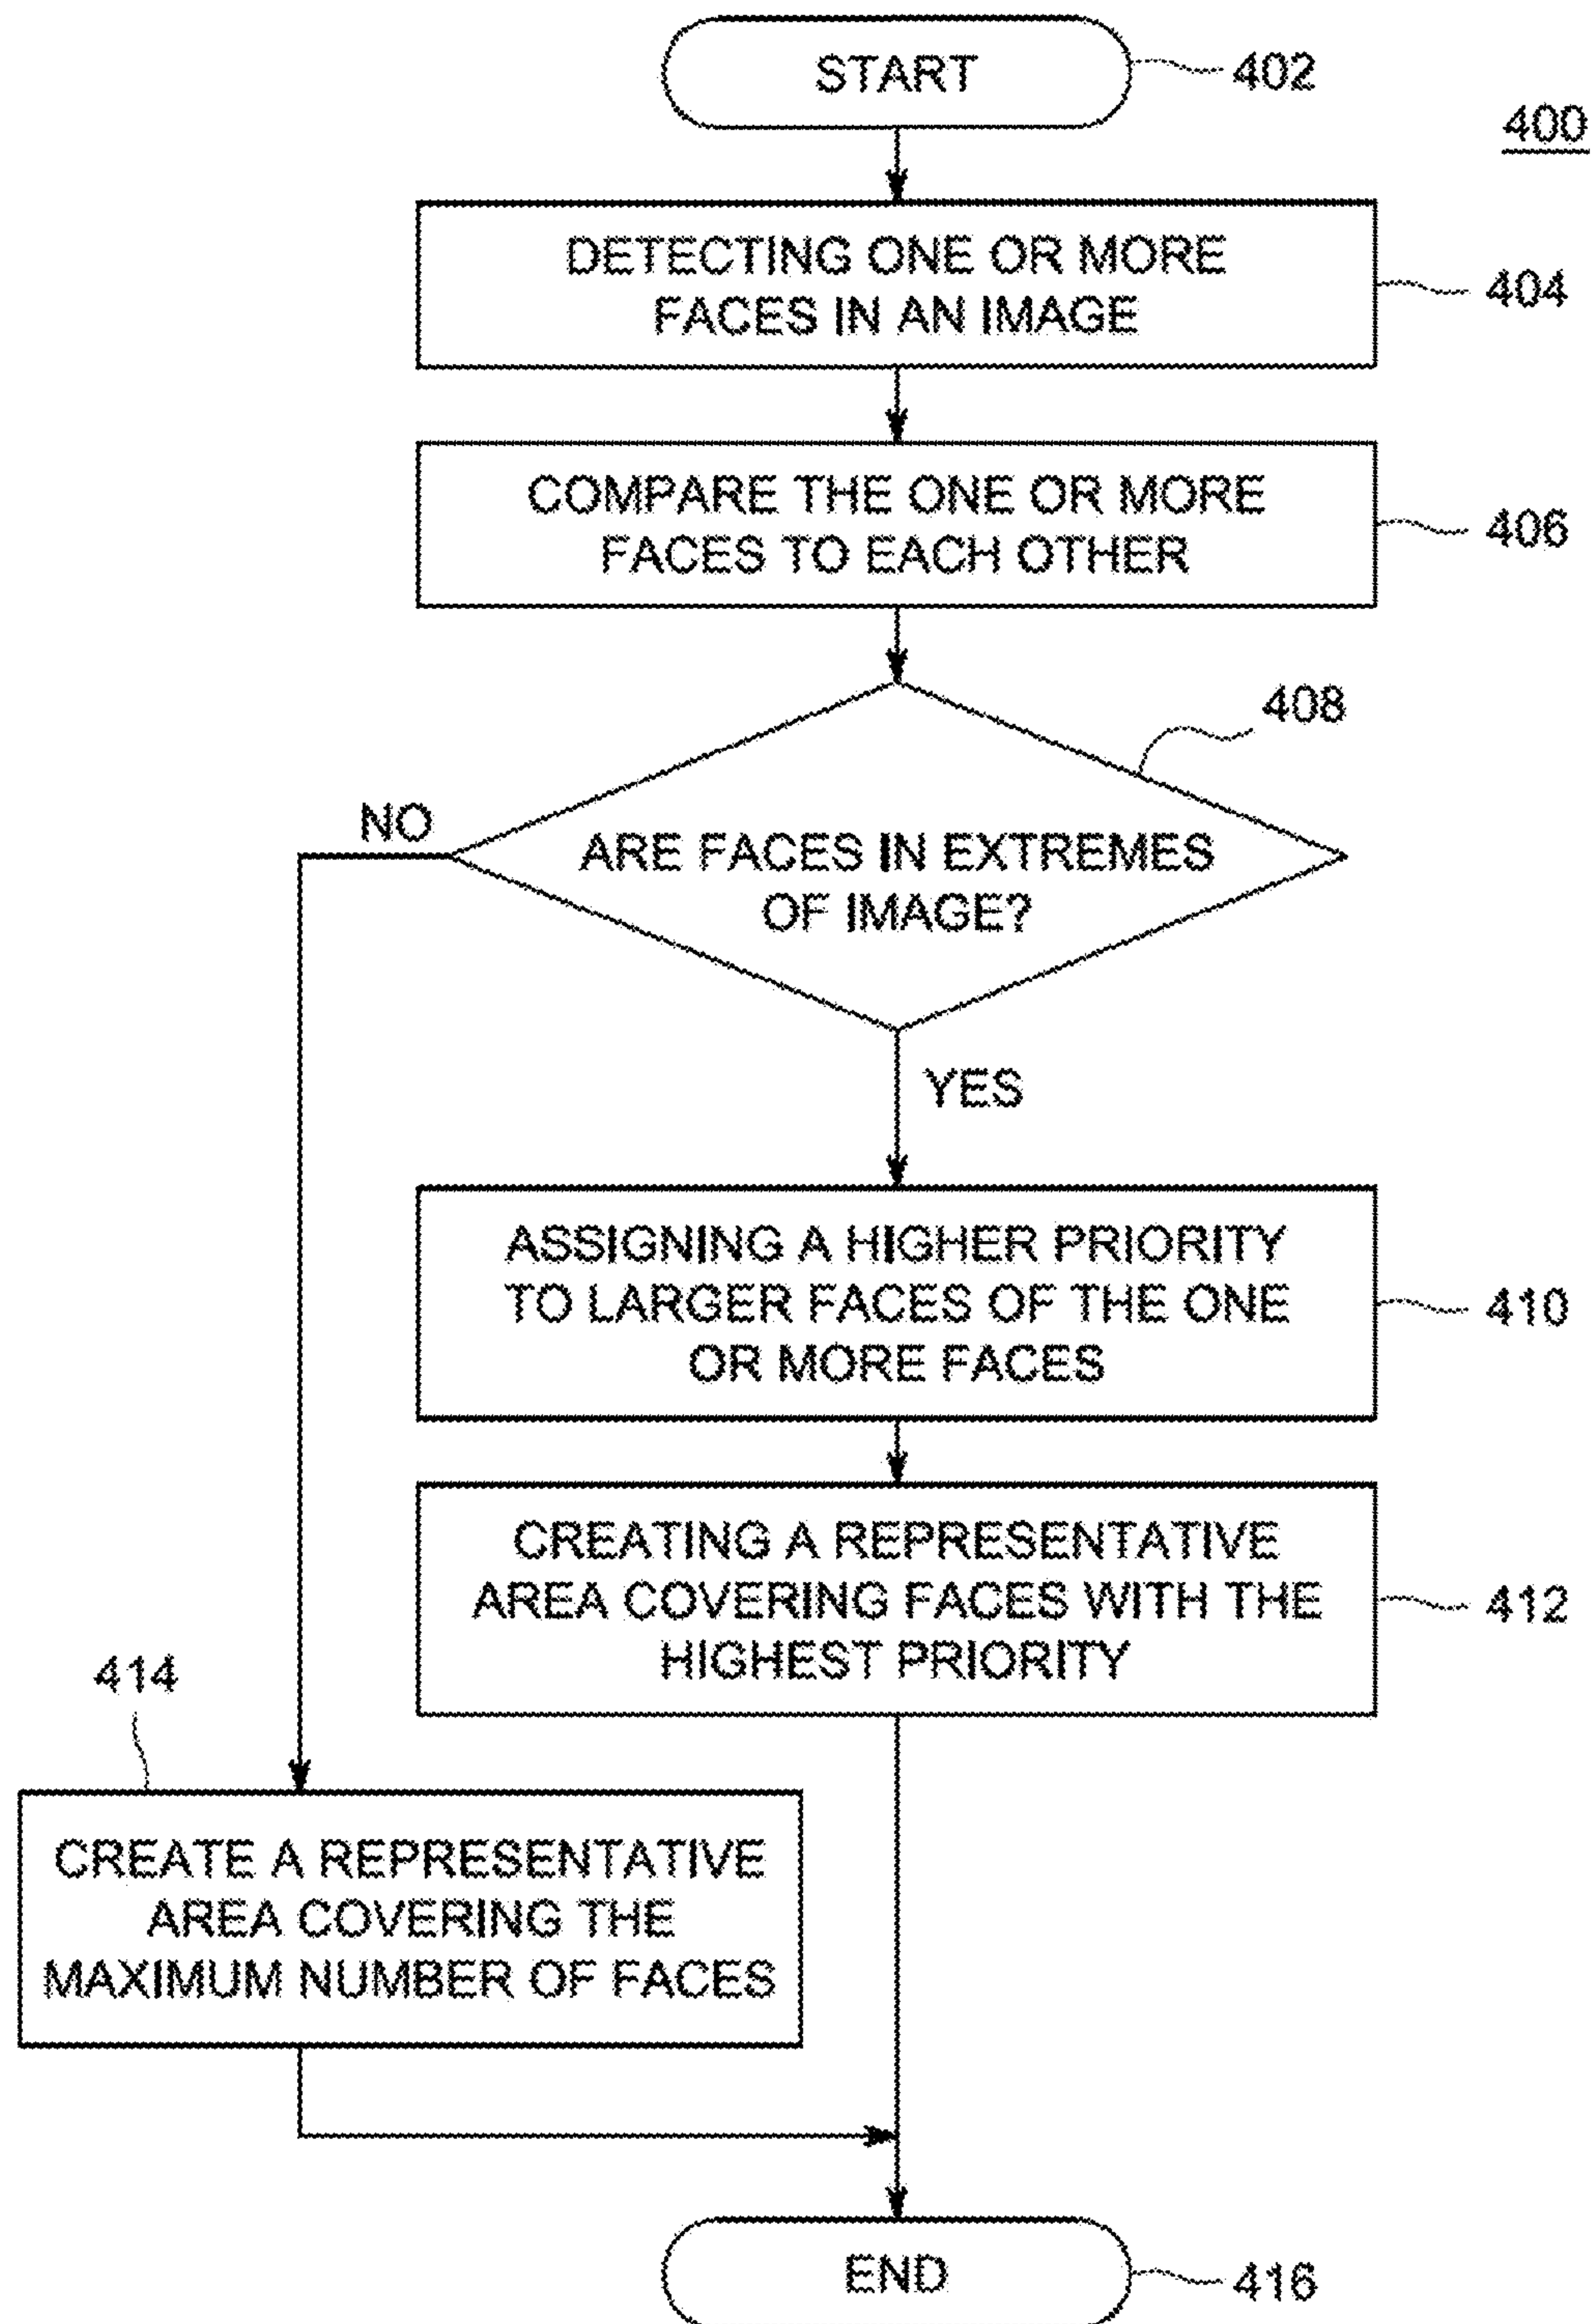 START
402
400
DETECTING ONE OR MORE
FACES IN AN IMAGE
404
COMPARE THE ONE OR MORE
FACES TO EACH OTHER
406
408
NO
ARE FACES IN EXTREMES
OF IMAGE?
YES
ASSIGNING A HIGHER PRIORITY
TO LARGER FACES OF THE ONE
OR MORE FACES
410
CREATING A REPRESENTATIVE
AREA COVERING FACES WITH THE
HIGHEST PRIORITY
412
414
CREATE A REPRESENTATIVE
AREA COVERING THE
MAXIMUM NUMBER OF FACES
END
416